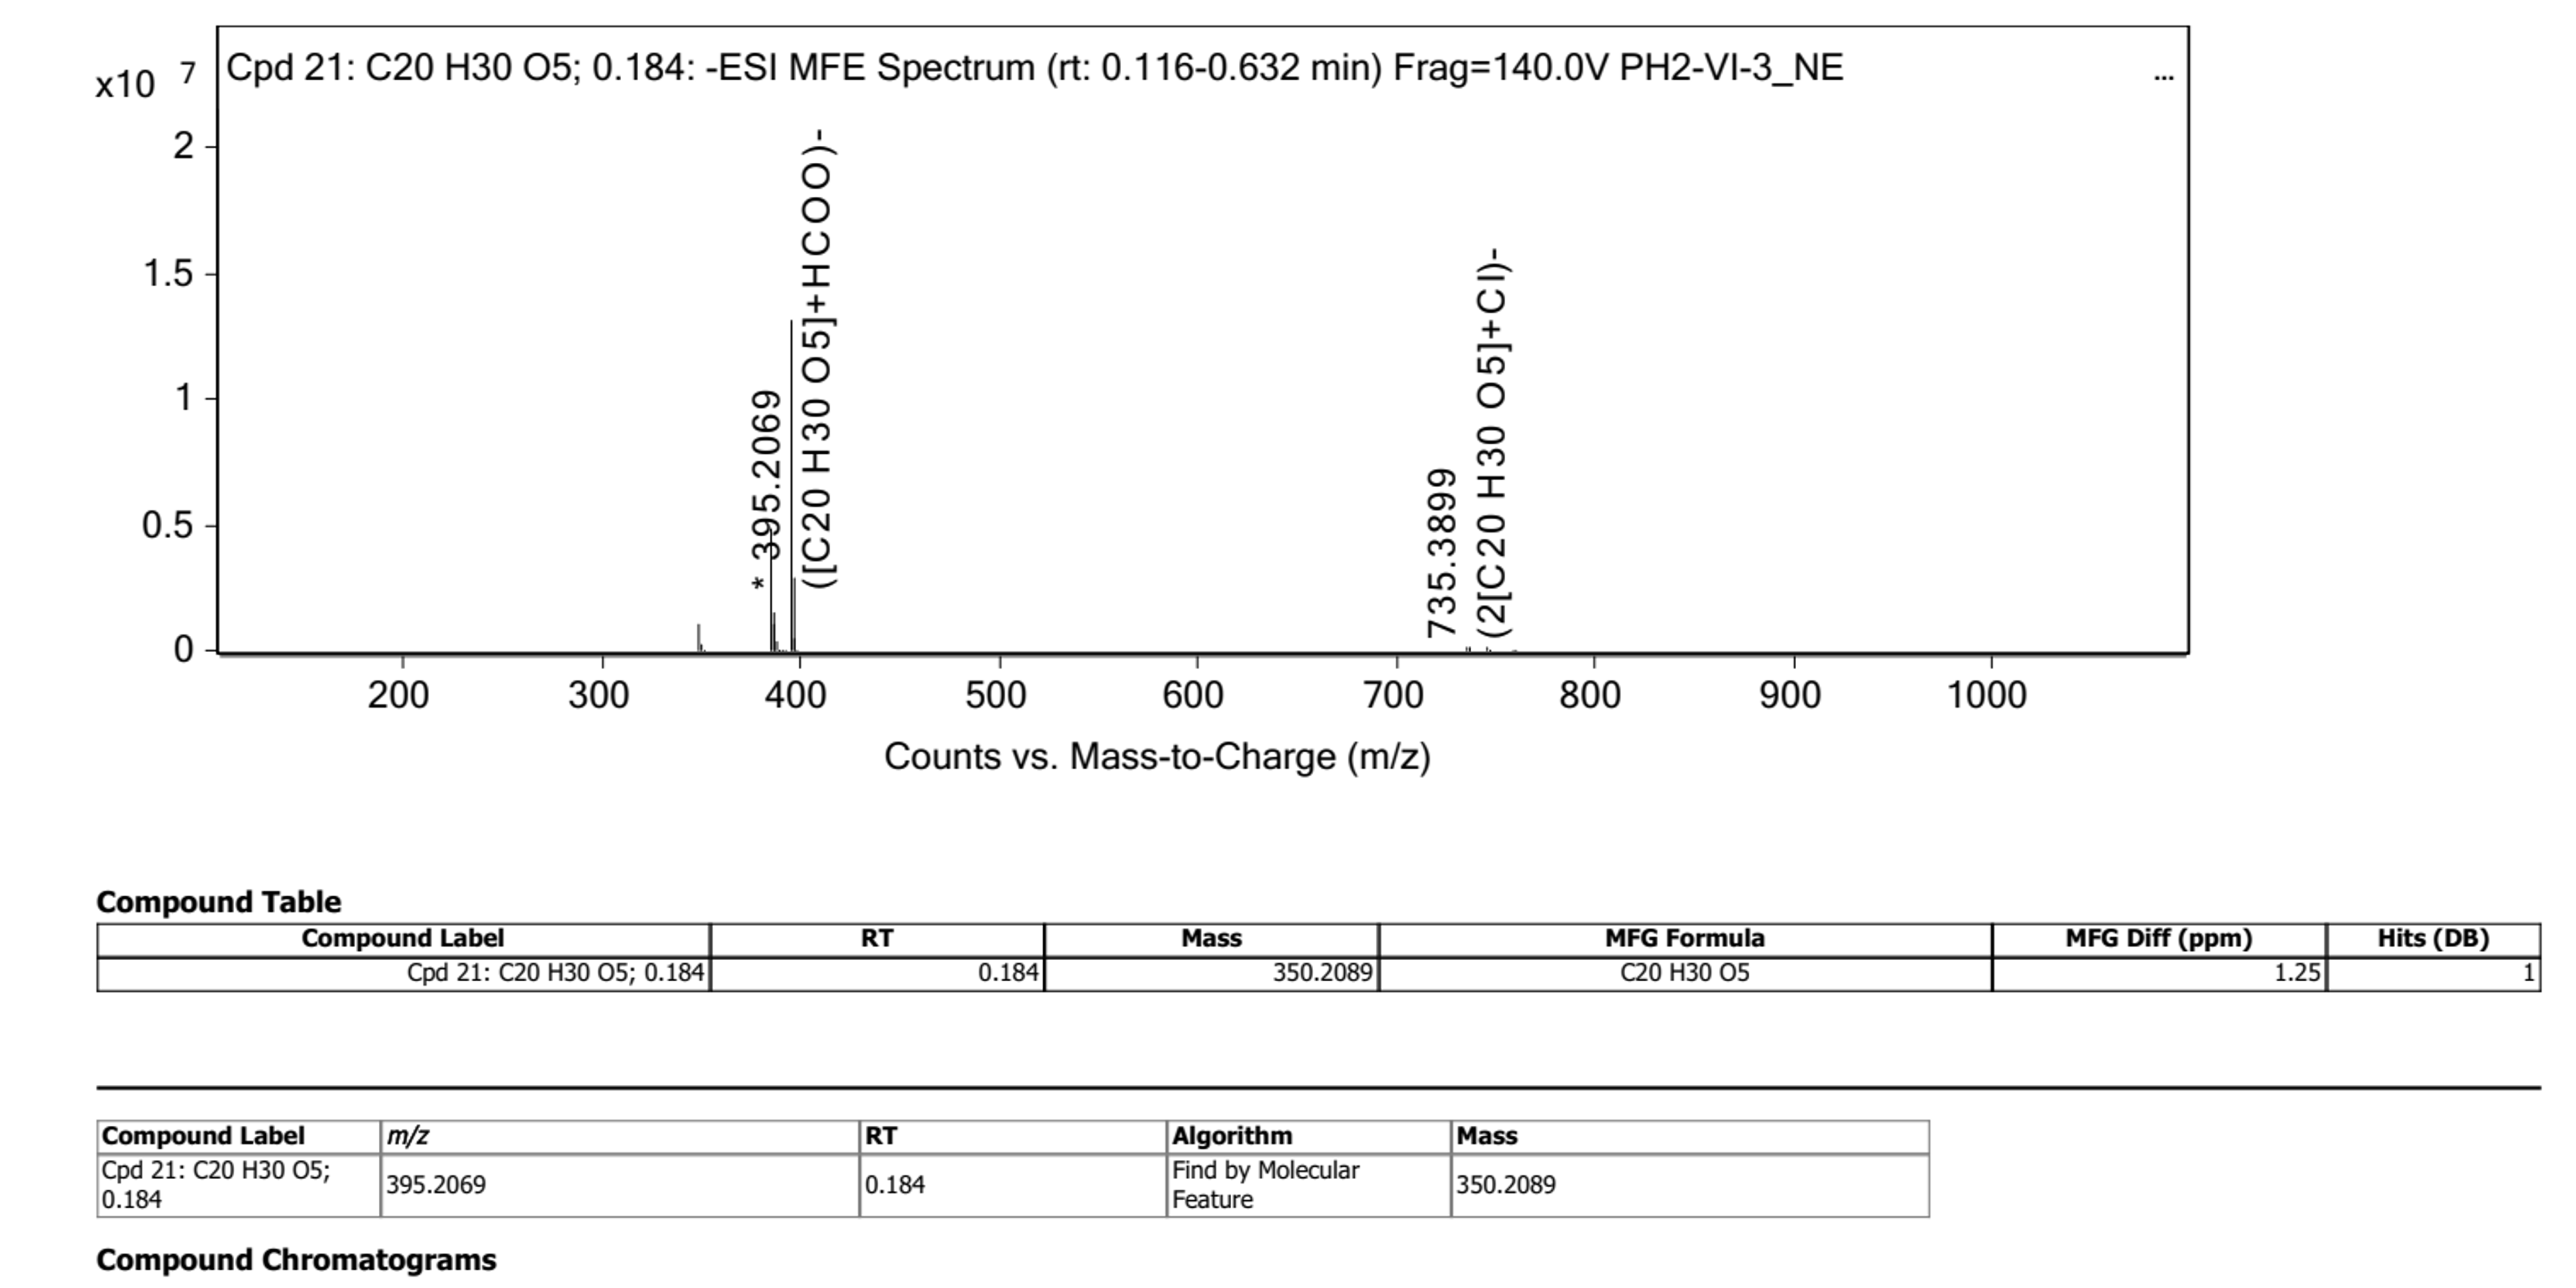 x10 7
Cpd 21: C20 H30 O5; 0.184: -ESI MFE Spectrum (rt: 0.116-0.632 min) Frag=140.0V PH2-VI-3_NE ...
2
1.5
1
0.5
0
* 395.2069
([C20 H30 O5]+HCOO)-
735.3899
(2[C20 H30 O5]+Cl)-
200 300 400 500 600 700 800 900 1000
Counts vs. Mass-to-Charge (m/z)
Compound Table
Compound Label RT Mass MFG Formula MFG Diff (ppm) Hits (DB)
Cpd 21: C20 H30 O5; 0.184 0.184 350.2089 C20 H30 O5 1.25 1
Compound Label m/z RT Algorithm Mass
Cpd 21: C20 H30 O5; 395.2069 0.184 Find by Molecular 350.2089
0.184 Feature
Compound Chromatograms